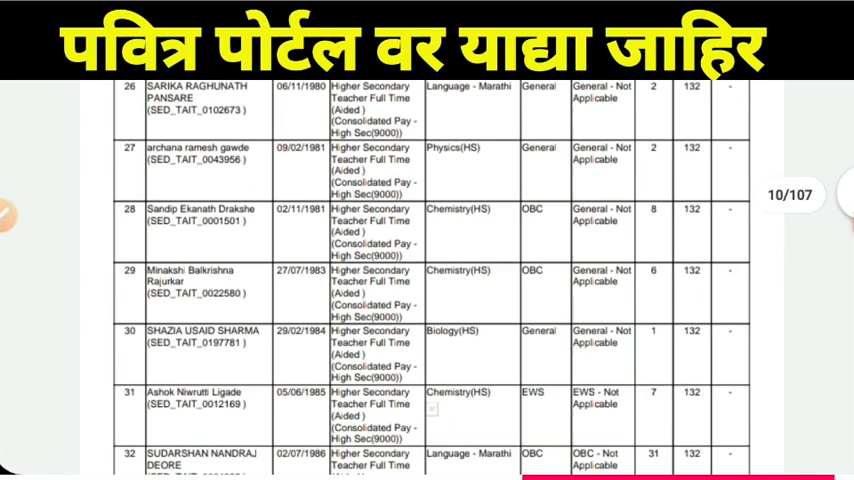 पवित्र पोर्टल वर याद्या जाहिर
26 SARIKA RAGHUNATH 06/11/1980 Higher Secondary Language - Marathi General General - Not 2 132 -
PANSARE Teacher Full Time Applicable
(SED_TAIT_0102673 ) (Aided )
(Consolidated Pay -
High Sec(9000))
27 archana ramesh gawde 09/02/1981 Higher Secondary Physics(HS) General General - Not 2 132 -
(SED_TAIT_0043956 ) Teacher Full Time Applicable
(Aided )
(Consolidated Pay -
High Sec(9000))
10/107
28 Sandip Ekanath Drakshe 02/11/1981 Higher Secondary Chemistry(HS) OBC General - Not 8 132 -
(SED_TAIT_0001501 ) Teacher Full Time Applicable
(Aided )
(Consolidated Pay -
High Sec(9000))
29 Minakshi Balkrishna 27/07/1983 Higher Secondary Chemistry(HS) OBC General - Not 6 132 -
Rajurkar Teacher Full Time Applicable
(SED_TAIT_0022580 ) (Aided )
(Consolidated Pay -
High Sec(9000))
30 SHAZIA USAID SHARMA 29/02/1984 Higher Secondary Biology(HS) General General - Not 1 132 -
(SED_TAIT_0197781 ) Teacher Full Time Applicable
(Aided )
(Consolidated Pay -
High Sec(9000))
31 Ashok Niwrutti Ligade 05/06/1985 Higher Secondary Chemistry(HS) EWS EWS - Not 7 132 -
(SED_TAIT_0012169 ) Teacher Full Time Applicable
(Aided )
(Consolidated Pay -
High Sec(9000))
32 SUDARSHAN NANDRAJ 02/07/1986 Higher Secondary Language - Marathi OBC OBC - Not 31 132 -
DEORE Teacher Full Time Applicable